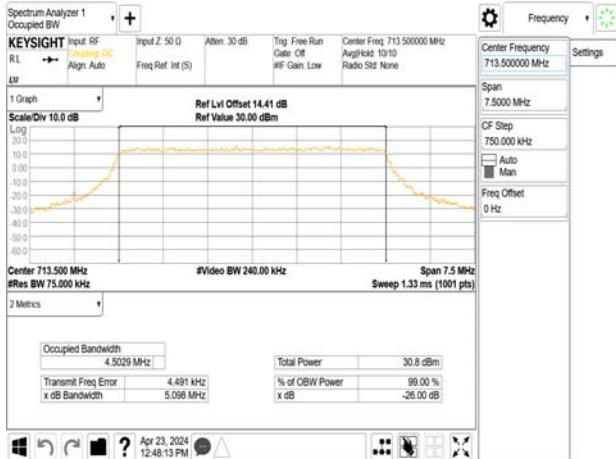 Spectrum Analyzer 1
Occupied BW
+
Frequency
KEYSIGHT
RL
Input: RF
Coupling: DC
Align: Auto
Input Z: 50 Ω
Freq Ref: Int (S)
Atten: 30 dB
Trig: Free Run
Gate: Off
#IF Gain: Low
Center Freq: 713.500000 MHz
Avg|Hold: 10/10
Radio Std: None
Center Frequency
713.500000 MHz
Settings
Span
7.5000 MHz
CF Step
750.000 kHz
Auto
Man
Freq Offset
0 Hz
1 Graph
Scale/Div 10.0 dB
Ref Lvl Offset 14.41 dB
Ref Value 30.00 dBm
Log
20.0
10.0
0.00
-10.0
-20.0
-30.0
-40.0
-50.0
-60.0
Center 713.500 MHz
#Res BW 75.000 kHz
#Video BW 240.00 kHz
Span 7.5 MHz
Sweep 1.33 ms (1001 pts)
2 Metrics
Occupied Bandwidth
4.5029 MHz
Total Power 30.8 dBm
Transmit Freq Error 4.491 kHz
% of OBW Power 99.00 %
x dB Bandwidth 5.098 MHz
x dB -26.00 dB
?
Apr 23, 2024
12:48:13 PM